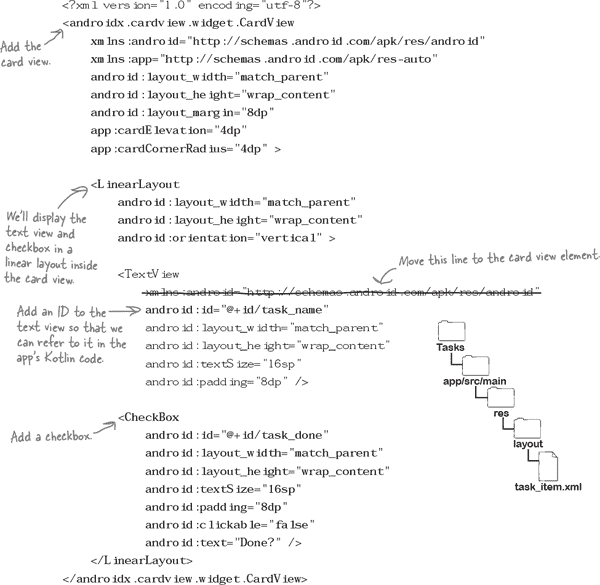 <?xml version="1.0" encoding="utf-8"?>
<androidx.cardview.widget.CardView
Add the
card view.
xmlns:android="http://schemas.android.com/apk/res/android"
xmlns:app="http://schemas.android.com/apk/res-auto"
android:layout_width="match_parent"
android:layout_height="wrap_content"
android:layout_margin="8dp"
app:cardElevation="4dp"
app:cardCornerRadius="4dp" >
<LinearLayout
We'll display the
text view and
checkbox in a
linear layout inside
the card view.
android:layout_width="match_parent"
android:layout_height="wrap_content"
android:orientation="vertical" >
Move this line to the card view element.
<TextView
xmlns:android="http://schemas.android.com/apk/res/android"
Add an ID to the
text view so that we
can refer to it in the
app's Kotlin code.
android:id="@+id/task_name"
android:layout_width="match_parent"
android:layout_height="wrap_content"
android:textSize="16sp"
android:padding="8dp" />
Tasks
app/src/main
res
layout
task_item.xml
<CheckBox
Add a checkbox.
android:id="@+id/task_done"
android:layout_width="match_parent"
android:layout_height="wrap_content"
android:textSize="16sp"
android:padding="8dp"
android:clickable="false"
android:text="Done?" />
</LinearLayout>
</androidx.cardview.widget.CardView>